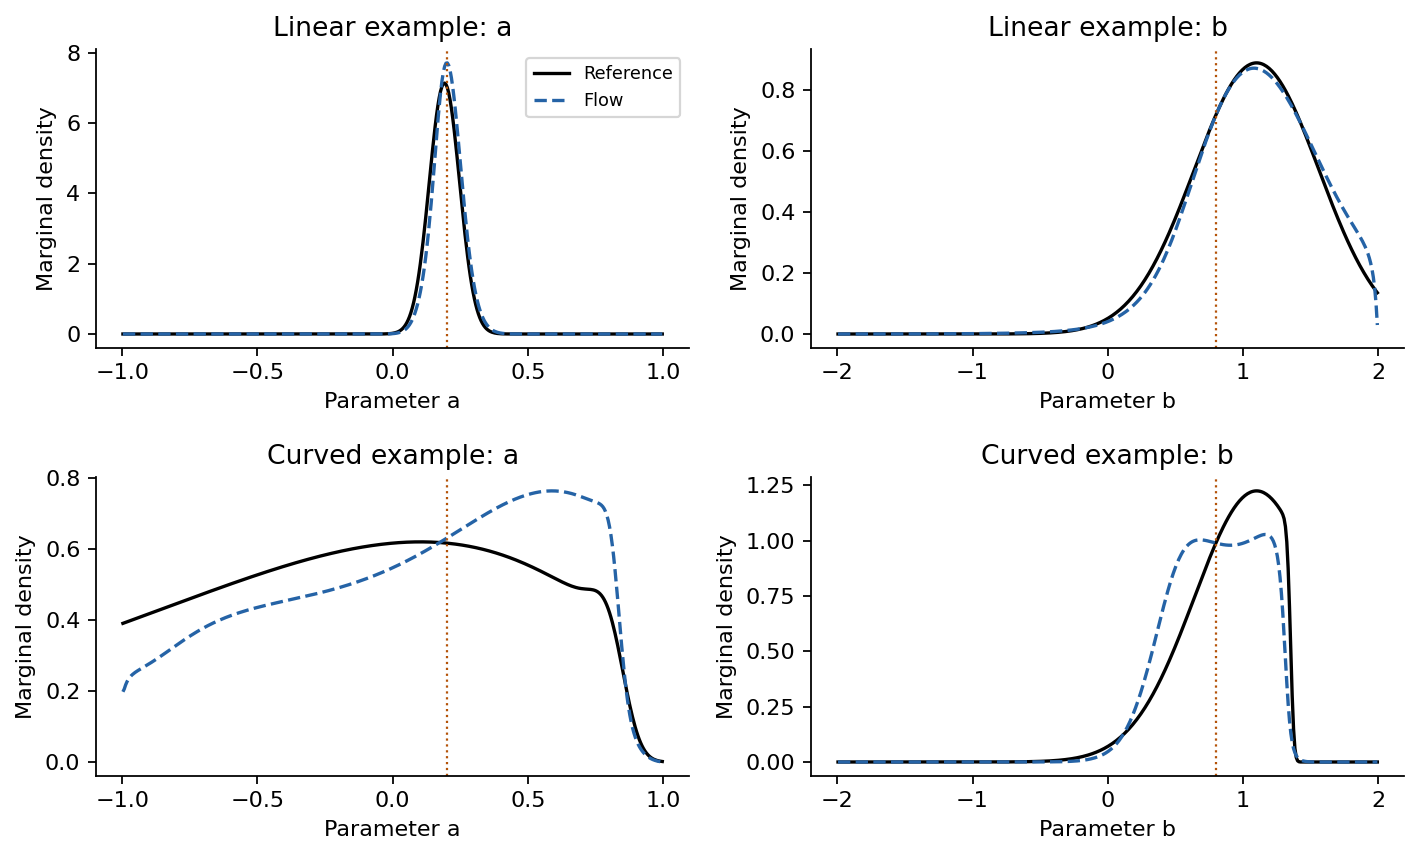 Linear example: a
Marginal density
8
6
4
2
0
Reference
Flow
−1.0 −0.5 0.0 0.5 1.0
Parameter a
Linear example: b
Marginal density
0.8
0.6
0.4
0.2
0.0
−2 −1 0 1 2
Parameter b
Curved example: a
Marginal density
0.8
0.6
0.4
0.2
0.0
−1.0 −0.5 0.0 0.5 1.0
Parameter a
Curved example: b
Marginal density
1.25
1.00
0.75
0.50
0.25
0.00
−2 −1 0 1 2
Parameter b